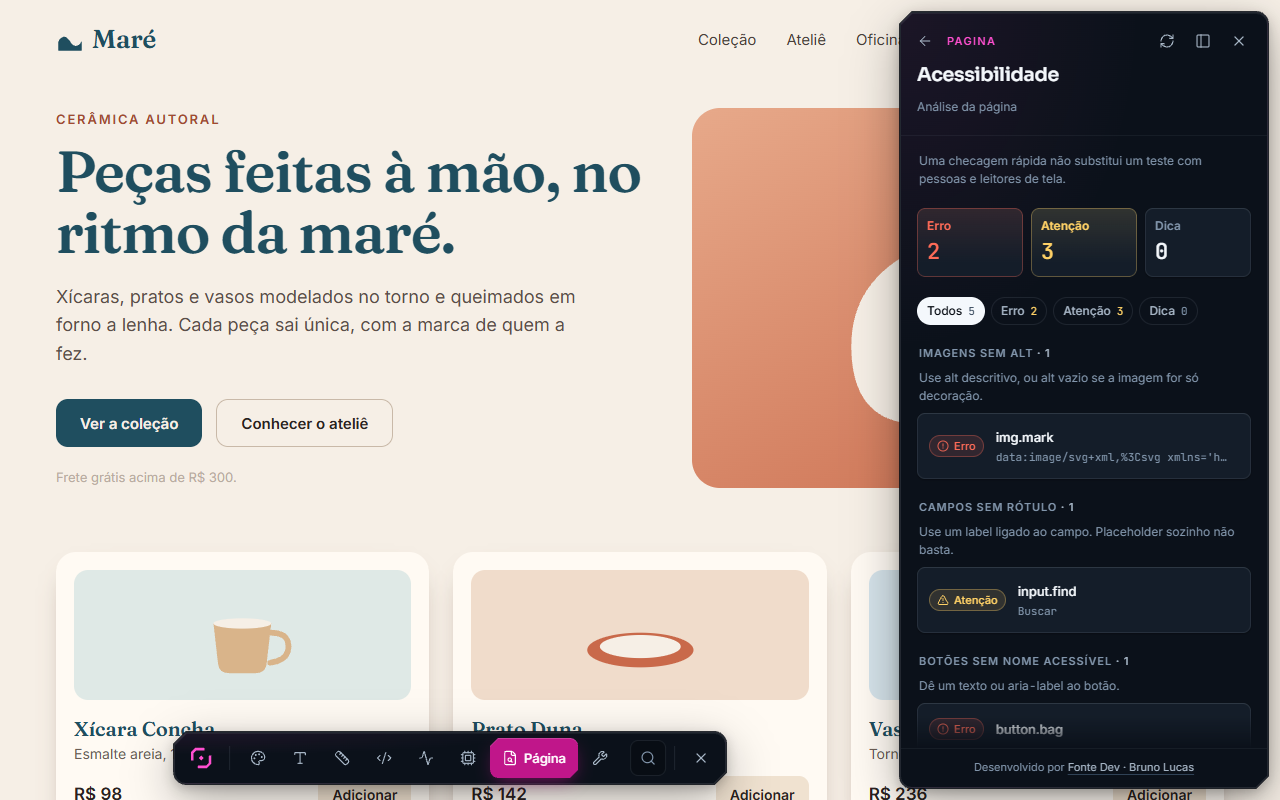 Maré
Coleção
Ateliê
CERÂMICA AUTORAL
Peças feitas à mão, no
ritmo da maré.
Xícaras, pratos e vasos modelados no torno e queimados em
forno a lenha. Cada peça sai única, com a marca de quem a
fez.
Ver a coleção
Conhecer o ateliê
Frete grátis acima de R$ 300.
Xícara Concha
Esmalte areia,
R$ 98
Adicionar
Prato Duna
R$ 142
Adicionar
R$ 236
Adicionar
Página
PAGINA
Acessibilidade
Análise da página
Uma checagem rápida não substitui um teste com
pessoas e leitores de tela.
Erro
2
Atenção
3
Dica
0
Todos 5
Erro 2
Atenção 3
Dica 0
IMAGENS SEM ALT · 1
Use alt descritivo, ou alt vazio se a imagem for só
decoração.
Erro
img.mark
data:image/svg+xml,%3Csvg xmlns='h…
CAMPOS SEM RÓTULO · 1
Use um label ligado ao campo. Placeholder sozinho não
basta.
Atenção
input.find
Buscar
BOTÕES SEM NOME ACESSÍVEL · 1
Dê um texto ou aria-label ao botão.
Erro
button.bag
Desenvolvido por Fonte Dev · Bruno Lucas